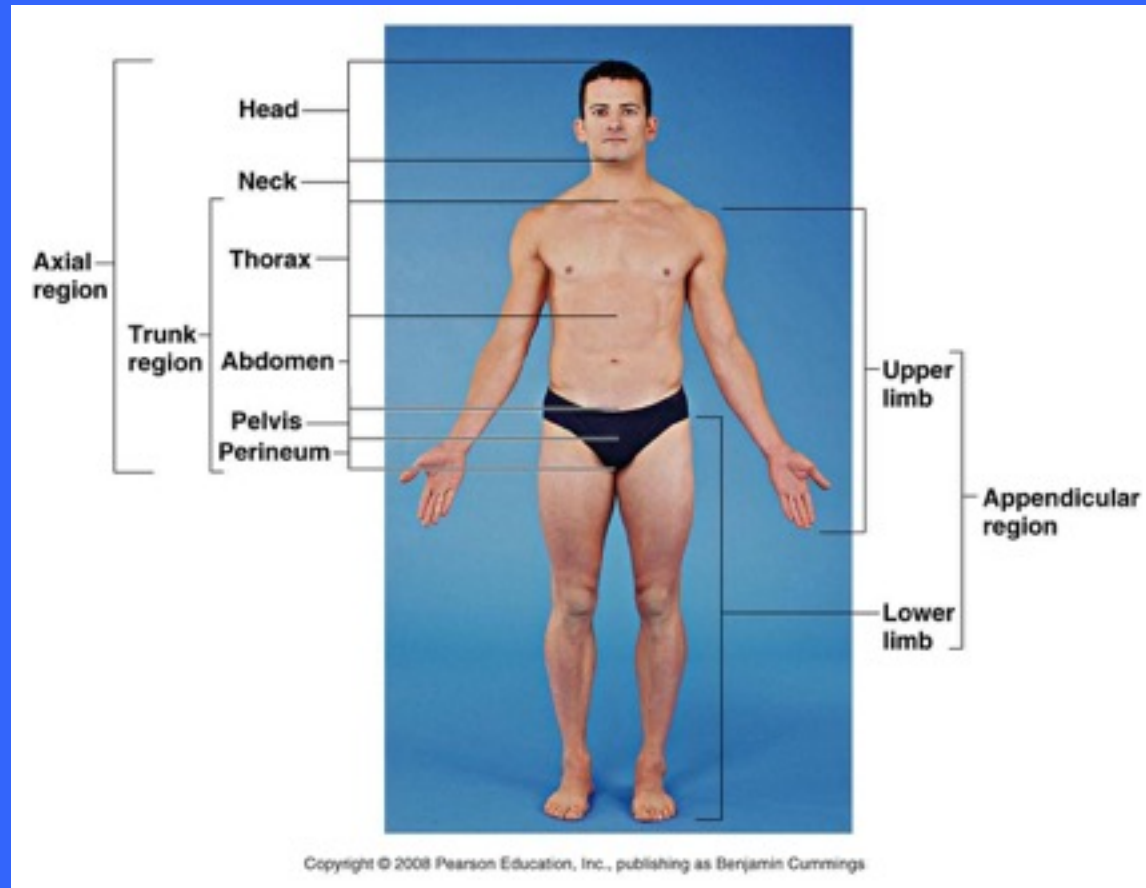 Head
Neck
Axial
region
Thorax
Trunk
region
Abdomen
Pelvis
Perineum
Upper
limb
Appendicular
region
Lower
limb
Copyright © 2008 Pearson Education, Inc., publishing as Benjamin Cummings